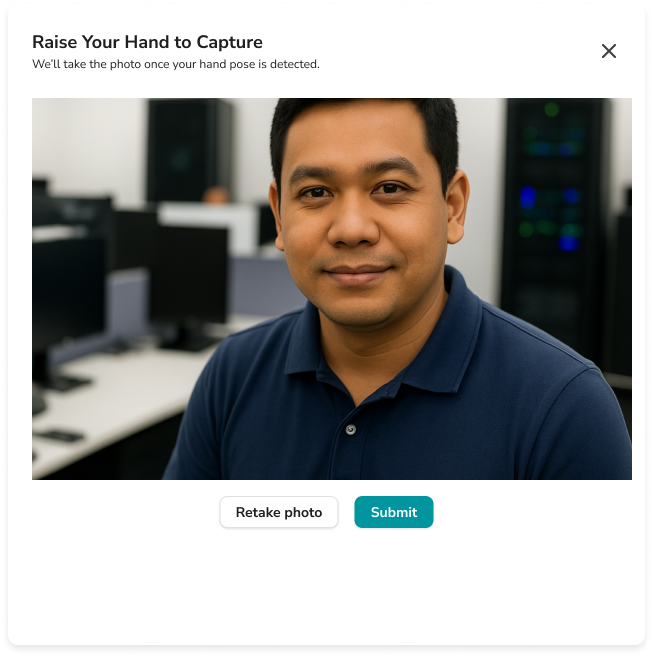 Raise Your Hand to Capture
We'll take the photo once your hand pose is detected.
Retake photo
Submit